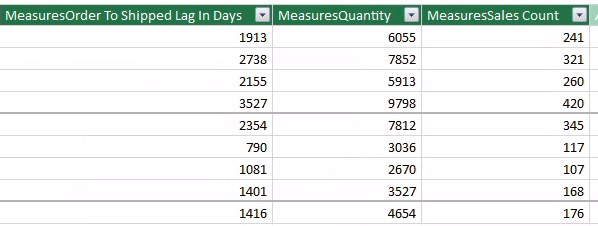 MeasuresOrder To Shipped Lag In Days MeasuresQuantity MeasuresSales Count
1913 6055 241
2738 7852 321
2155 5913 260
3527 9798 420
2354 7812 345
790 3036 117
1081 2670 107
1401 3527 168
1416 4654 176